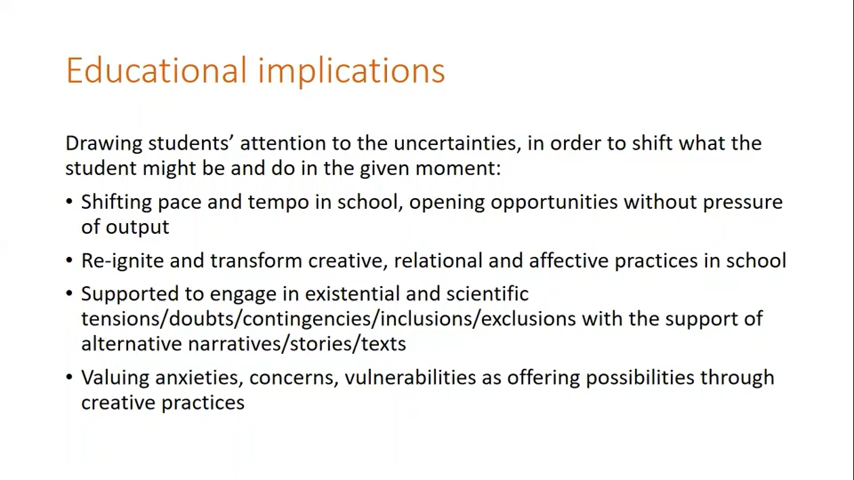 Educational implications
Drawing students’ attention to the uncertainties, in order to shift what the
student might be and do in the given moment:
• Shifting pace and tempo in school, opening opportunities without pressure
of output
• Re-ignite and transform creative, relational and affective practices in school
• Supported to engage in existential and scientific
tensions/doubts/contingencies/inclusions/exclusions with the support of
alternative narratives/stories/texts
• Valuing anxieties, concerns, vulnerabilities as offering possibilities through
creative practices